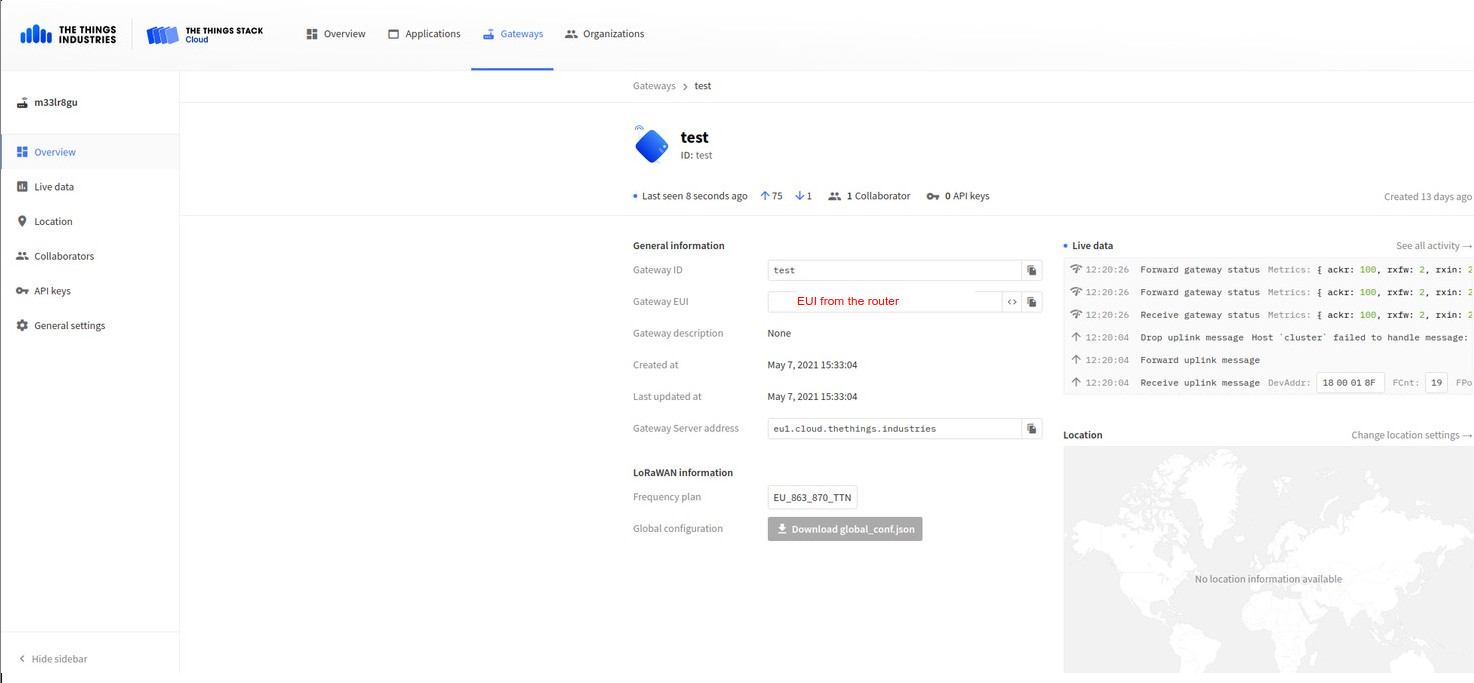 THE THINGS INDUSTRIES
THE THINGS STACK Cloud
Overview
Applications
Gateways
Organizations
m33lr8gu
Overview
Live data
Location
Collaborators
API keys
General settings
Hide sidebar
Gateways > test
test
ID: test
Last seen 8 seconds ago ↑75 ↓1 1 Collaborator 0 API keys
Created 13 days ago
General information
Gateway ID test
Gateway EUI EUI from the router <>
Gateway description None
Created at May 7, 2021 15:33:04
Last updated at May 7, 2021 15:33:04
Gateway Server address eu1.cloud.thethings.industries
LoRaWAN information
Frequency plan EU_863_870_TTN
Global configuration Download global_conf.json
Live data See all activity →
12:20:26 Forward gateway status Metrics: { ackr: 100, rxfw: 2, rxin: 2
12:20:26 Forward gateway status Metrics: { ackr: 100, rxfw: 2, rxin: 2
12:20:26 Receive gateway status Metrics: { ackr: 100, rxfw: 2, rxin: 2
↑ 12:20:04 Drop uplink message Host `cluster` failed to handle message:
↑ 12:20:04 Forward uplink message
↑ 12:20:04 Receive uplink message DevAddr: 18 00 01 8F FCnt: 19 FPo
Location Change location settings →
No location information available